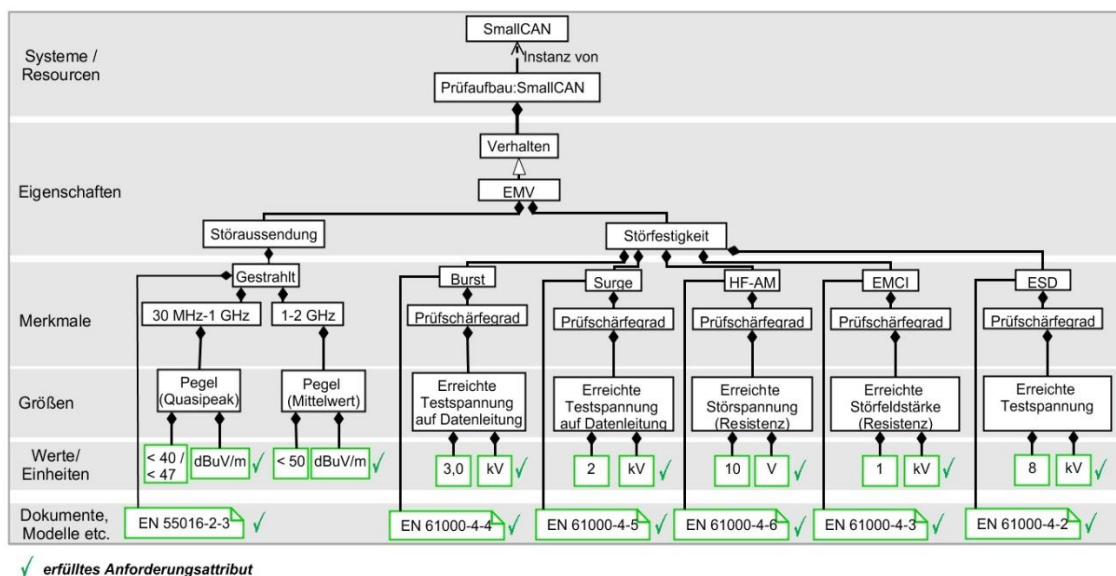 SmallCAN
Systeme /
Resourcen
Instanz von
Prüfaufbau:SmallCAN
Verhalten
Eigenschaften
EMV
Störaussendung
Störfestigkeit
Merkmale
Gestrahlt
Burst
Surge
HF-AM
EMCI
ESD
30 MHz-1 GHz
1-2 GHz
Prüfschärfegrad
Prüfschärfegrad
Prüfschärfegrad
Prüfschärfegrad
Prüfschärfegrad
Größen
Pegel
(Quasipeak)
Pegel
(Mittelwert)
Erreichte
Testspannung
auf Datenleitung
Erreichte
Testspannung
auf Datenleitung
Erreichte
Störspannung
(Resistenz)
Erreichte
Störfeldstärke
(Resistenz)
Erreichte
Testspannung
Werte/
Einheiten
< 40 /
< 47
dBuV/m ✓
< 50
dBuV/m ✓
3,0
kV ✓
2
kV ✓
10
V ✓
1
kV ✓
8
kV ✓
Dokumente,
Modelle etc.
EN 55016-2-3 ✓
EN 61000-4-4 ✓
EN 61000-4-5 ✓
EN 61000-4-6 ✓
EN 61000-4-3 ✓
EN 61000-4-2 ✓
✓ erfülltes Anforderungsattribut